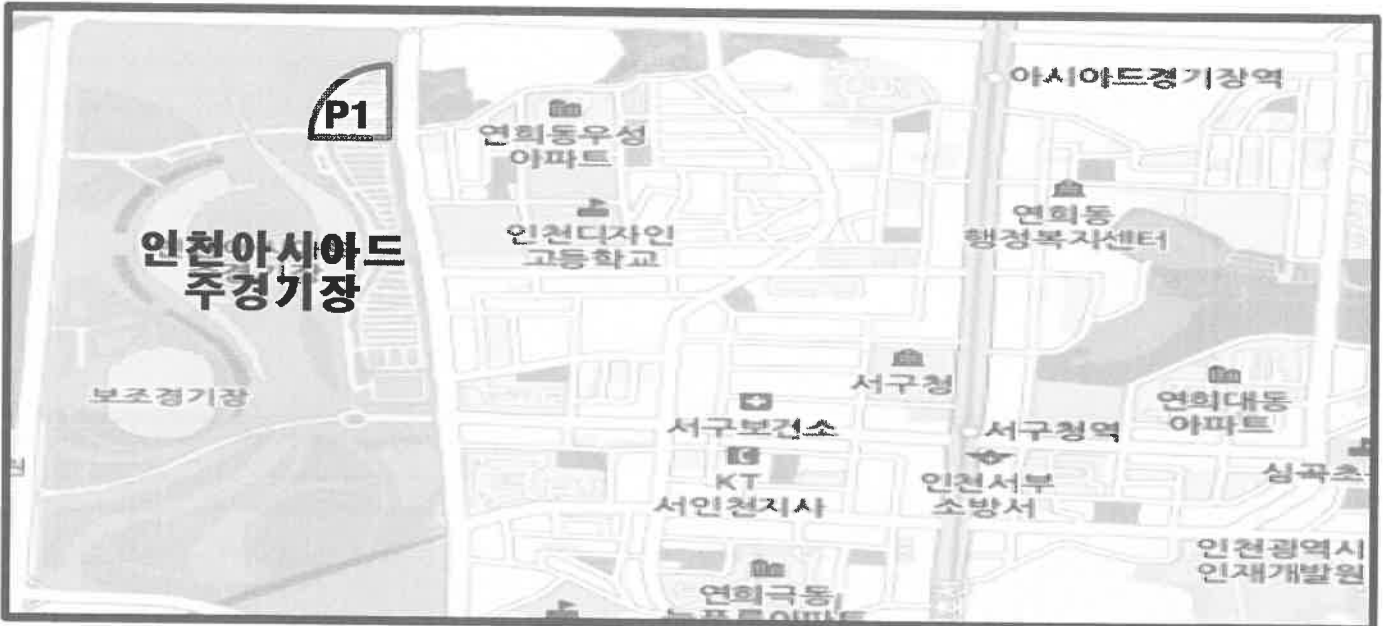 P1
아시아드경기장역
연희동우성
아파트
연희동
행정복지센터
인천디자인
고등학교
인천아시아드
주경기장
보조경기장
서구청
연희대동
아파트
서구보건소
서구청역
KT
서인천지사
인천서부
소방서
심곡초
인천광역시
인재개발원
연희극동